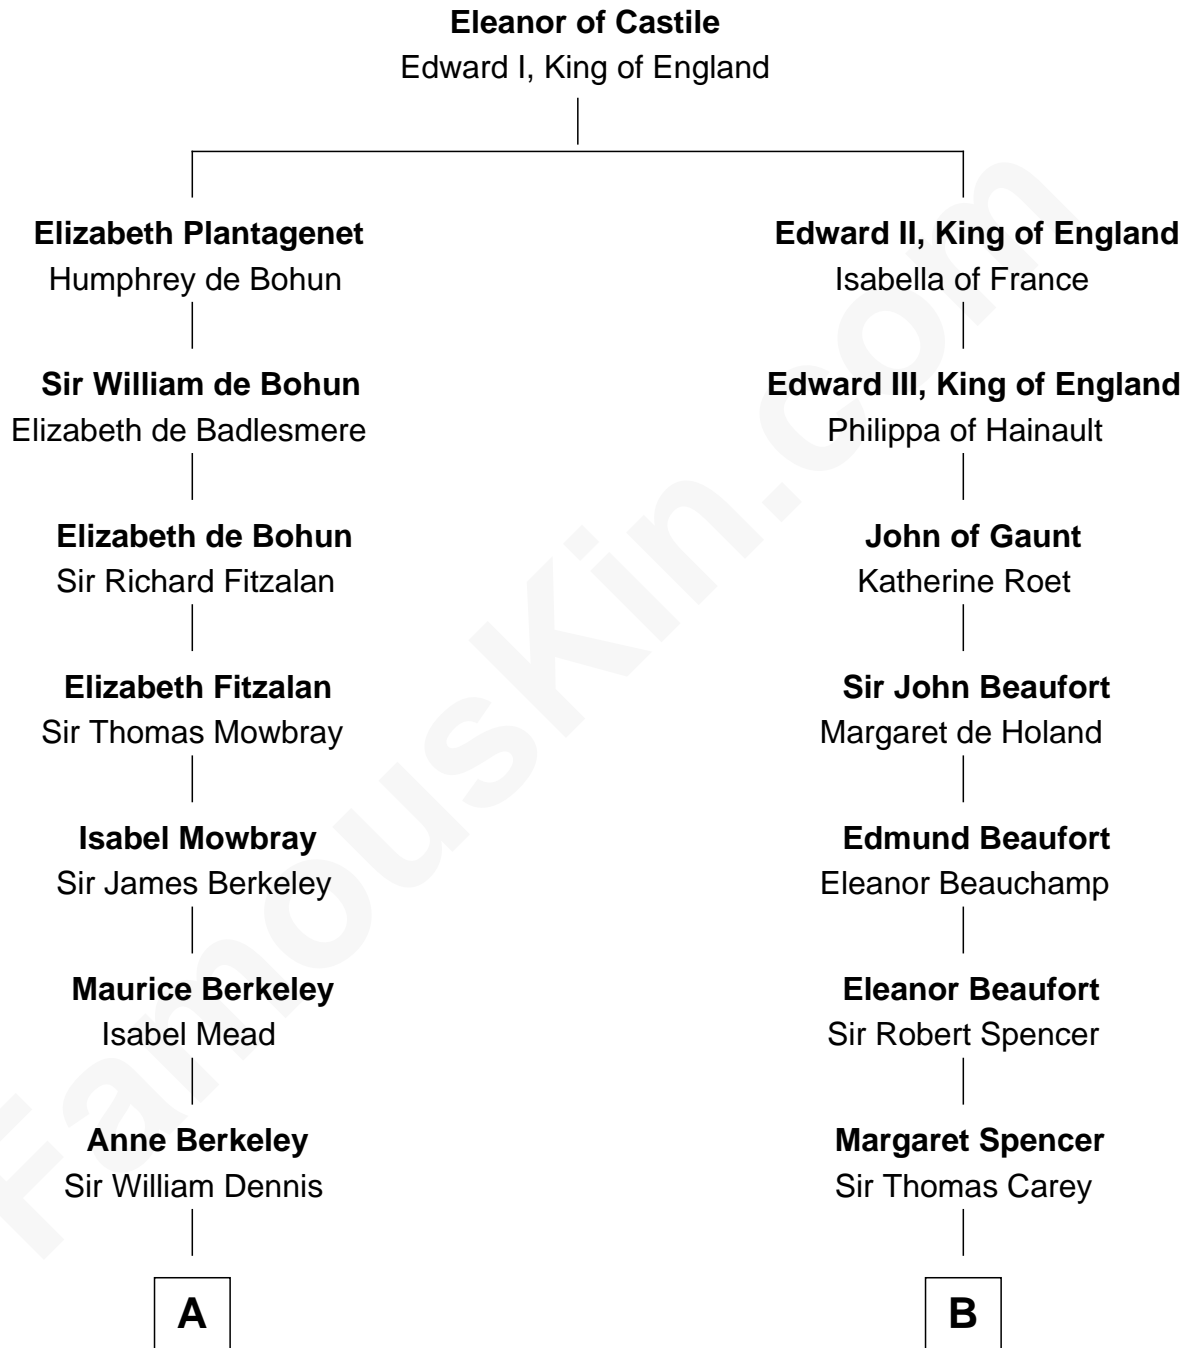 Eleanor of Castile
Edward I, King of England
Elizabeth Plantagenet
Humphrey de Bohun
Edward II, King of England
Isabella of France
Sir William de Bohun
Elizabeth de Badlesmere
Edward III, King of England
Philippa of Hainault
Elizabeth de Bohun
Sir Richard Fitzalan
John of Gaunt
Katherine Roet
Elizabeth Fitzalan
Sir Thomas Mowbray
Sir John Beaufort
Margaret de Holand
Isabel Mowbray
Sir James Berkeley
Edmund Beaufort
Eleanor Beauchamp
Maurice Berkeley
Isabel Mead
Eleanor Beaufort
Sir Robert Spencer
Anne Berkeley
Sir William Dennis
Margaret Spencer
Sir Thomas Carey
A
B
FamousKin.com